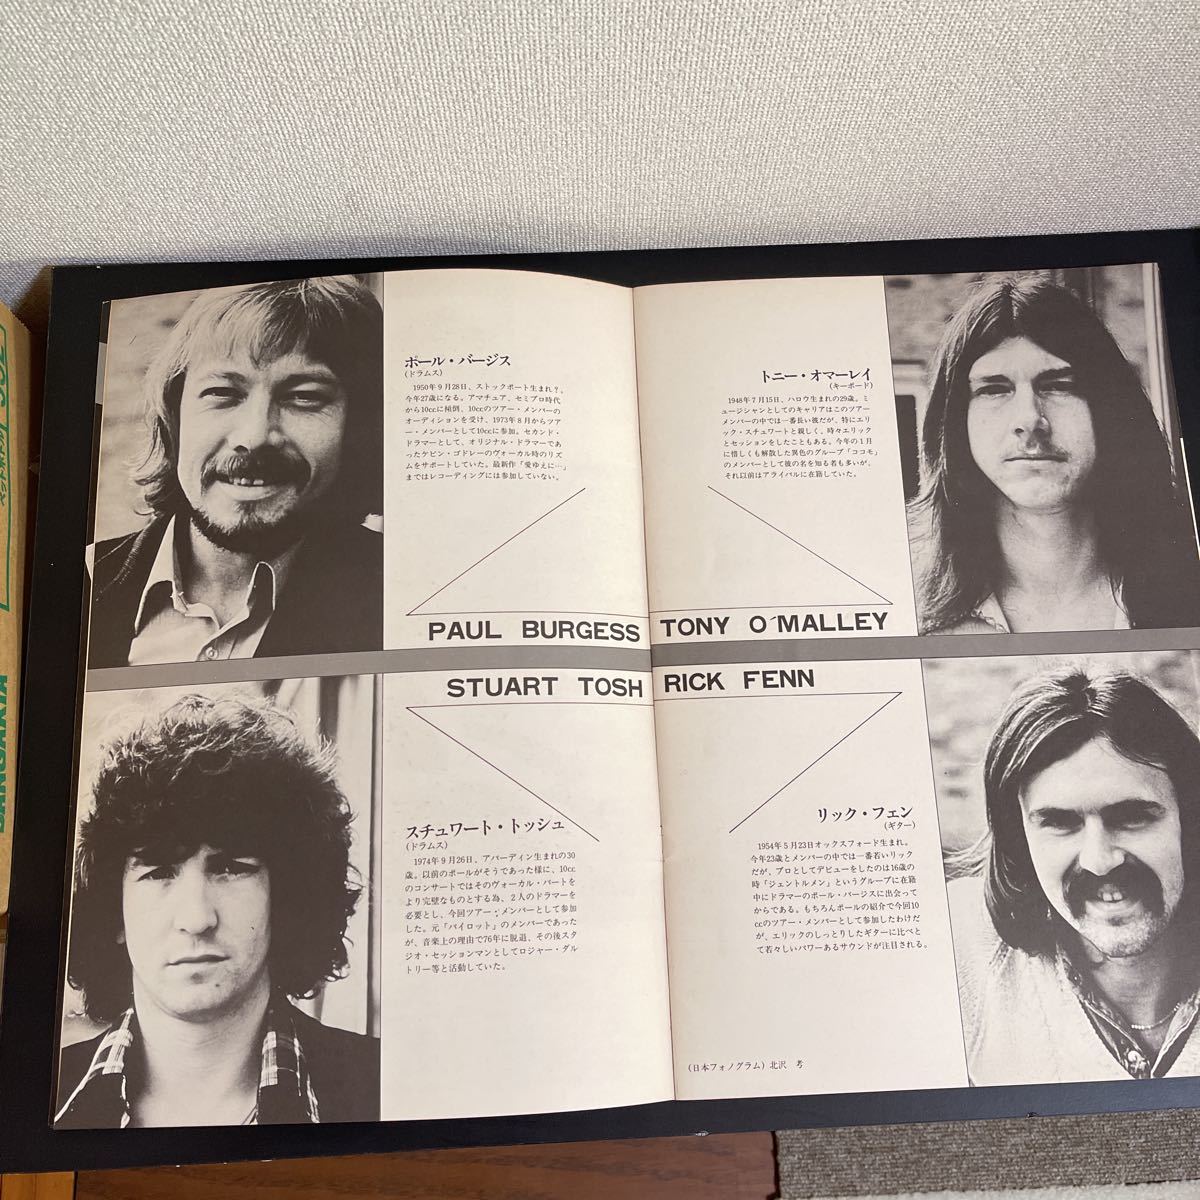 ポール・バージス
(ドラムス)
1950年9月28日、ストックポート生まれ?。
今年27歳になる。アマチュア、セミプロ時代
から10ccに傾倒、10ccのツアー・メンバーの
オーディションを受け、1973年8月からツア
ー・メンバーとして10ccに参加。セカンド・
ドラマーとして、オリジナル・ドラマーであ
ったケビン・ゴドレーのヴォーカル時のリズ
ムをサポートしていた。最新作「愛ゆえに…」
まではレコーディングには参加していない。
PAUL BURGESS
トニー・オマーレイ
(キーボード)
1948年7月15日、ハロウ生まれの29歳。ミ
ュージシャンとしてのキャリアはこのツアー
メンバーの中では一番長い彼だが、特にエリ
ック・スチュワートと親しく、時々エリック
とセッションをしたこともある。今年の1月
に惜しくも解散した異色のグループ「ココモ」
のメンバーとして彼の名を知る者も多いが、
それ以前はアライバルに在籍していた。
TONY O´MALLEY
STUART TOSH
スチュワート・トッシュ
(ドラムス)
1974年9月26日、アバーディン生まれの30
歳。以前のポールがそうであった様に、10cc
のコンサートではそのヴォーカル・パートを
より完璧なものとする為、2人のドラマーを
必要とし、今回ツアー・メンバーとして参加
した。元「パイロット」のメンバーであった
が、音楽上の理由で76年に脱退、その後スタ
ジオ・セッションマンとしてロジャー・ダル
トリー等と活動していた。
RICK FENN
リック・フェン
(ギター)
1954年5月23日オックスフォード生まれ。
今年23歳とメンバーの中では一番若いリック
だが、プロとしてデビューをしたのは16歳の
時「ジェントルメン」というグループに在籍
中にドラマーのポール・バージスに出会って
からである。もちろんポールの紹介で今回10
ccのツアー・メンバーとして参加したわけだ
が、エリックのしっとりしたギターに比べと
て若々しいパワーあるサウンドが注目される。
(日本フォノグラム) 北沢 考